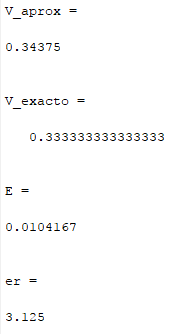 V_aprox =
0.34375
V_exacto =
0.333333333333333
E =
0.0104167
er =
3.125